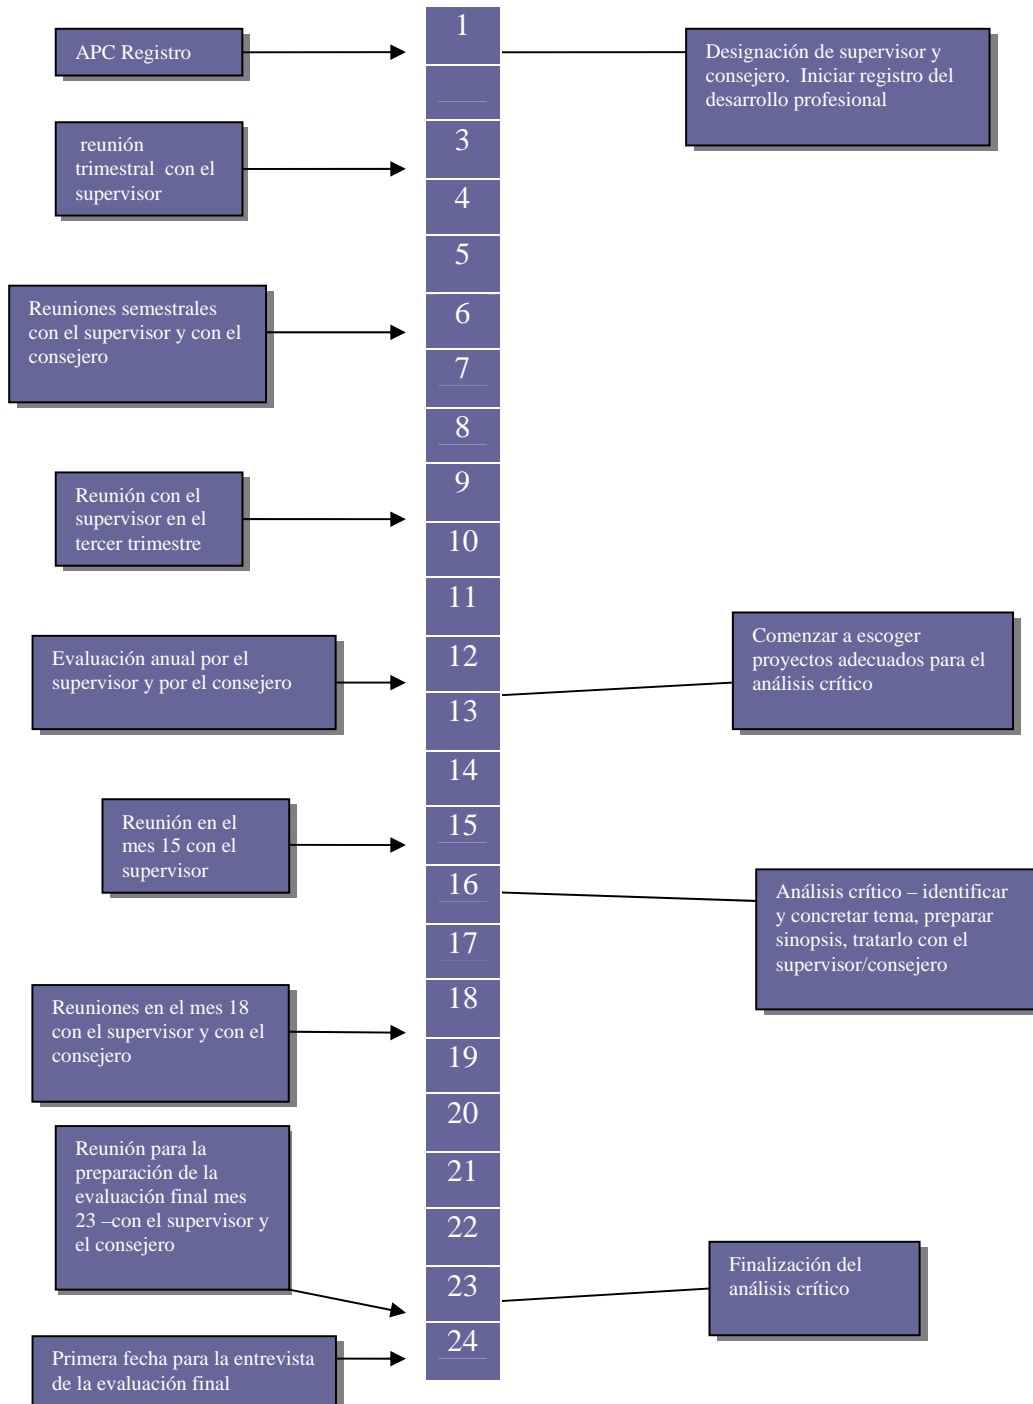 1
APC Registro
Designación de supervisor y
consejero.  Iniciar registro del
desarrollo profesional
reunión
trimestral  con el
supervisor
3
4
5
Reuniones semestrales
con el supervisor y con el
consejero
6
7
8
Reunión con el
supervisor en el
tercer trimestre
9
10
11
Evaluación anual por el
supervisor y por el consejero
12
Comenzar a escoger
proyectos adecuados para el
análisis crítico
13
14
Reunión en el
mes 15 con el
supervisor
15
16
Análisis crítico – identificar
y concretar tema, preparar
sinopsis, tratarlo con el
supervisor/consejero
17
Reuniones en el mes 18
con el supervisor y con el
consejero
18
19
20
Reunión para la
preparación de la
evaluación final mes
23 –con el supervisor y
el consejero
21
22
23
Finalización del
análisis crítico
24
Primera fecha para la entrevista
de la evaluación final